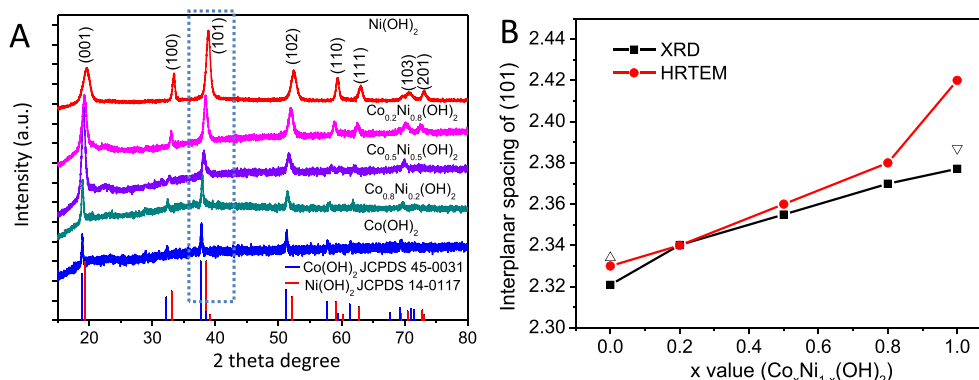 A
Ni(OH)₂
(001)
(100)
(101)
(102)
(110)
(111)
(103)
(201)
Co₀.₂Ni₀.₈(OH)₂
Co₀.₅Ni₀.₅(OH)₂
Co₀.₈Ni₀.₂(OH)₂
Co(OH)₂
Co(OH)₂ JCPDS 45-0031
Ni(OH)₂ JCPDS 14-0117
Intensity (a.u.)
20 30 40 50 60 70 80
2 theta degree
B
XRD
HRTEM
2.44
2.42
2.40
2.38
2.36
2.34
2.32
2.30
Interplanar spacing of (101)
0.0 0.2 0.4 0.6 0.8 1.0
x value (CoₓNi₁₋ₓ(OH)₂)